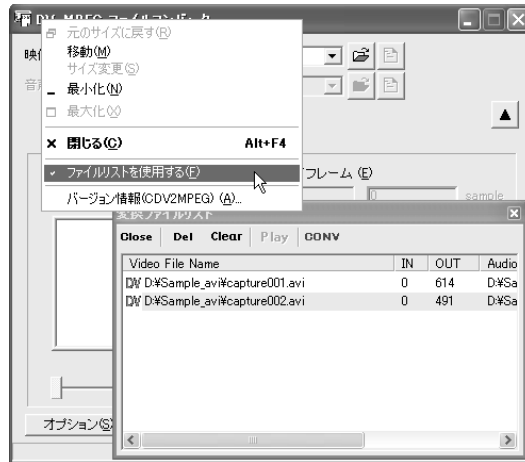 DV-MPEG ファイルコンバータ
元のサイズに戻す(R)
移動(M)
サイズ変更(S)
最小化(N)
最大化(X)
閉じる(C) Alt+F4
ファイルリストを使用する(F)
バージョン情報(CDV2MPEG) (A)...
フレーム (E)
0 sample
変換ファイルリスト
Close Del Clear Play CONV
Video File Name IN OUT Audio
DV D:¥Sample_avi¥capture001.avi 0 614 D:¥Sa
DV D:¥Sample_avi¥capture002.avi 0 491 D:¥Sa
オプション(S)